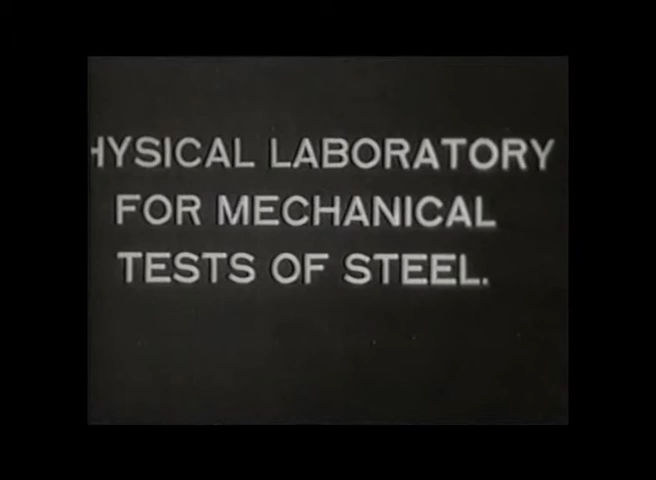 HYSICAL LABORATORY
FOR MECHANICAL
TESTS OF STEEL.